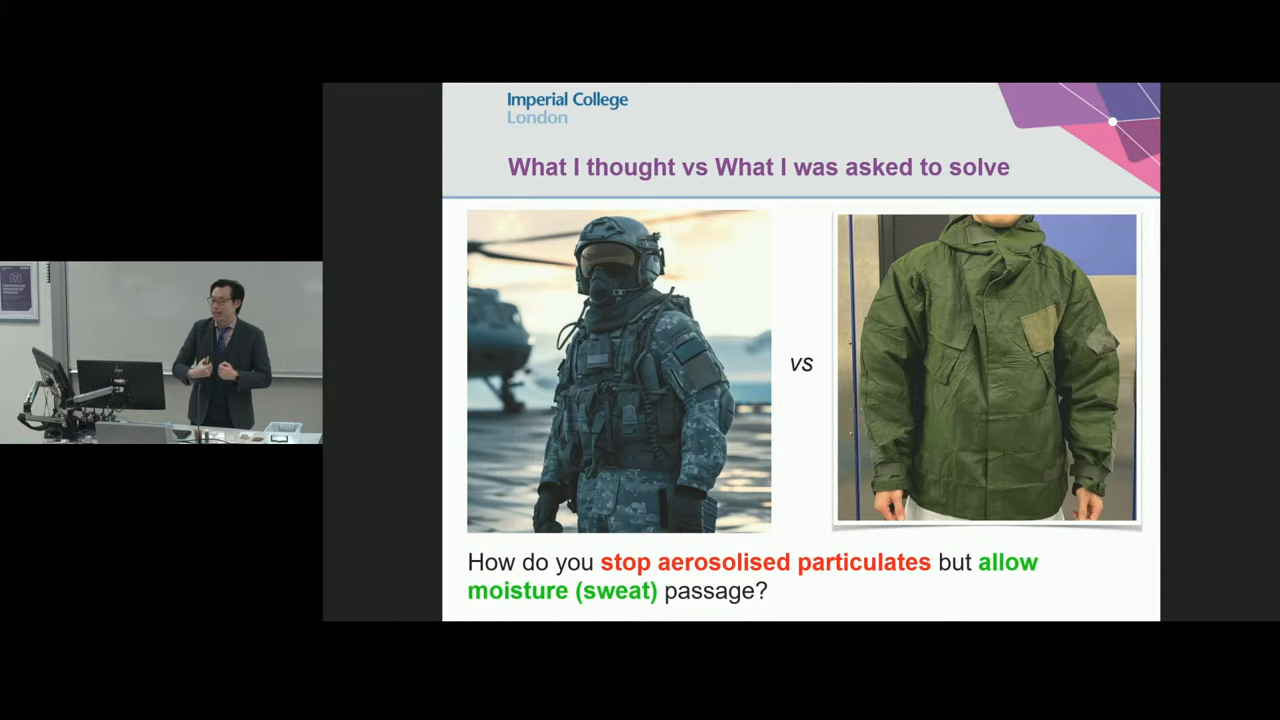 Imperial College
London
What I thought vs What I was asked to solve
vs
How do you stop aerosolised particulates but allow
moisture (sweat) passage?